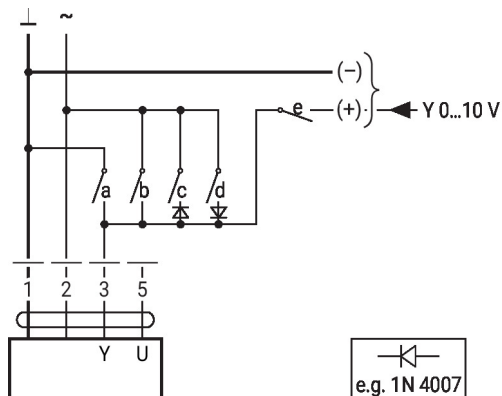 ⊥ ~
(–)
e (+) Y 0...10 V
a b c d
1 2 3 5
Y U
e.g. 1N 4007